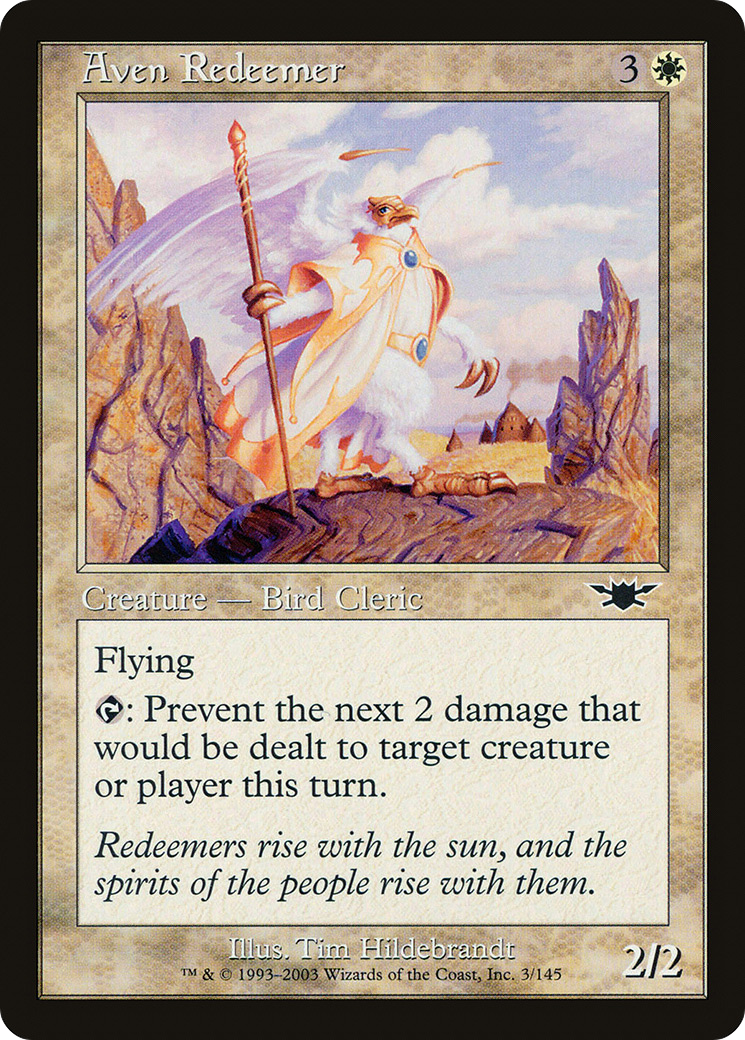 Aven Redeemer 3
Creature — Bird Cleric
Flying
: Prevent the next 2 damage that
would be dealt to target creature
or player this turn.
Redeemers rise with the sun, and the
spirits of the people rise with them.
Illus. Tim Hildebrandt
™ & © 1993–2003 Wizards of the Coast, Inc. 3/145
2/2